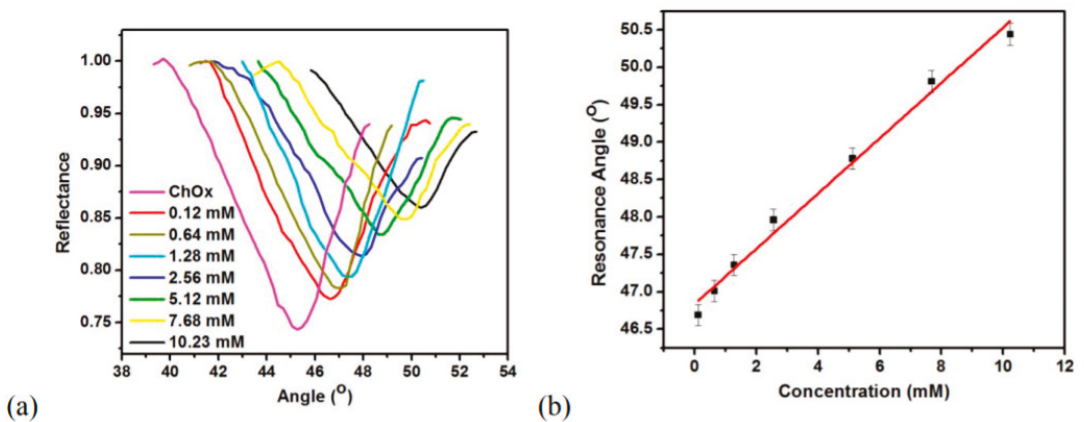 1.00
0.95
0.90
0.85
0.80
0.75
Reflectance
ChOx
0.12 mM
0.64 mM
1.28 mM
2.56 mM
5.12 mM
7.68 mM
10.23 mM
38 40 42 44 46 48 50 52 54
Angle (O)
(a)
50.5
50.0
49.5
49.0
48.5
48.0
47.5
47.0
46.5
Resonance Angle (O)
0 2 4 6 8 10 12
Concentration (mM)
(b)